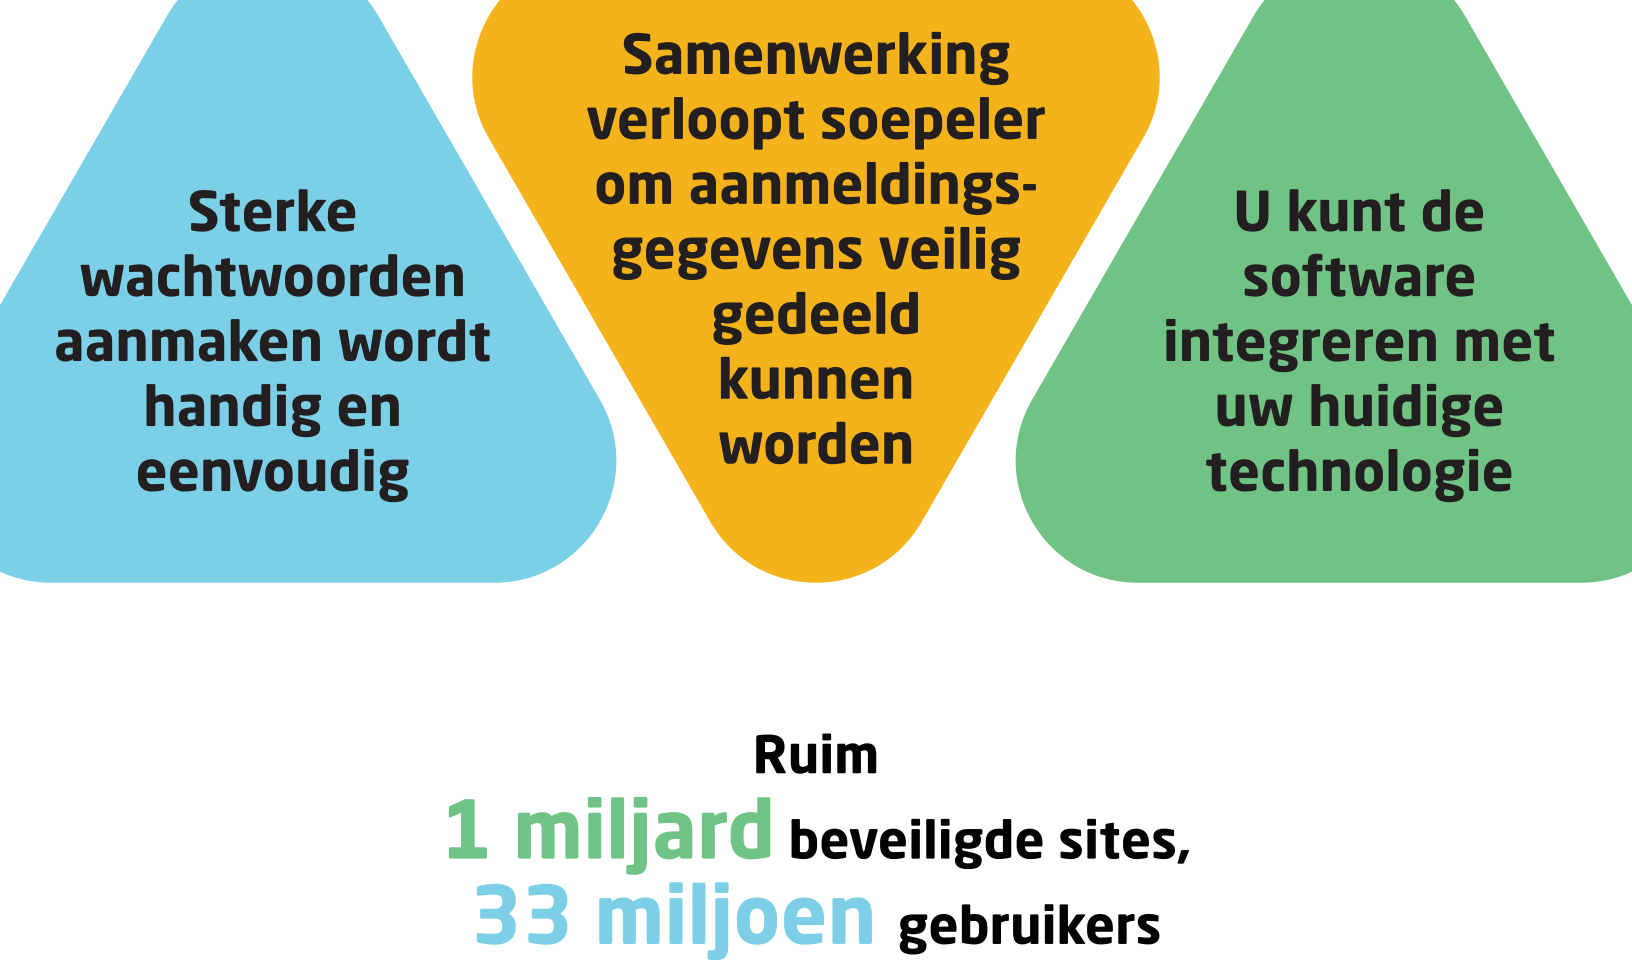 Sterke
wachtwoorden
aanmaken wordt
handig en
eenvoudig
Samenwerking
verloopt soepeler
om aanmeldings-
gegevens veilig
gedeeld
kunnen
worden
U kunt de
software
integreren met
uw huidige
technologie
Ruim
1 miljard beveiligde sites,
33 miljoen gebruikers